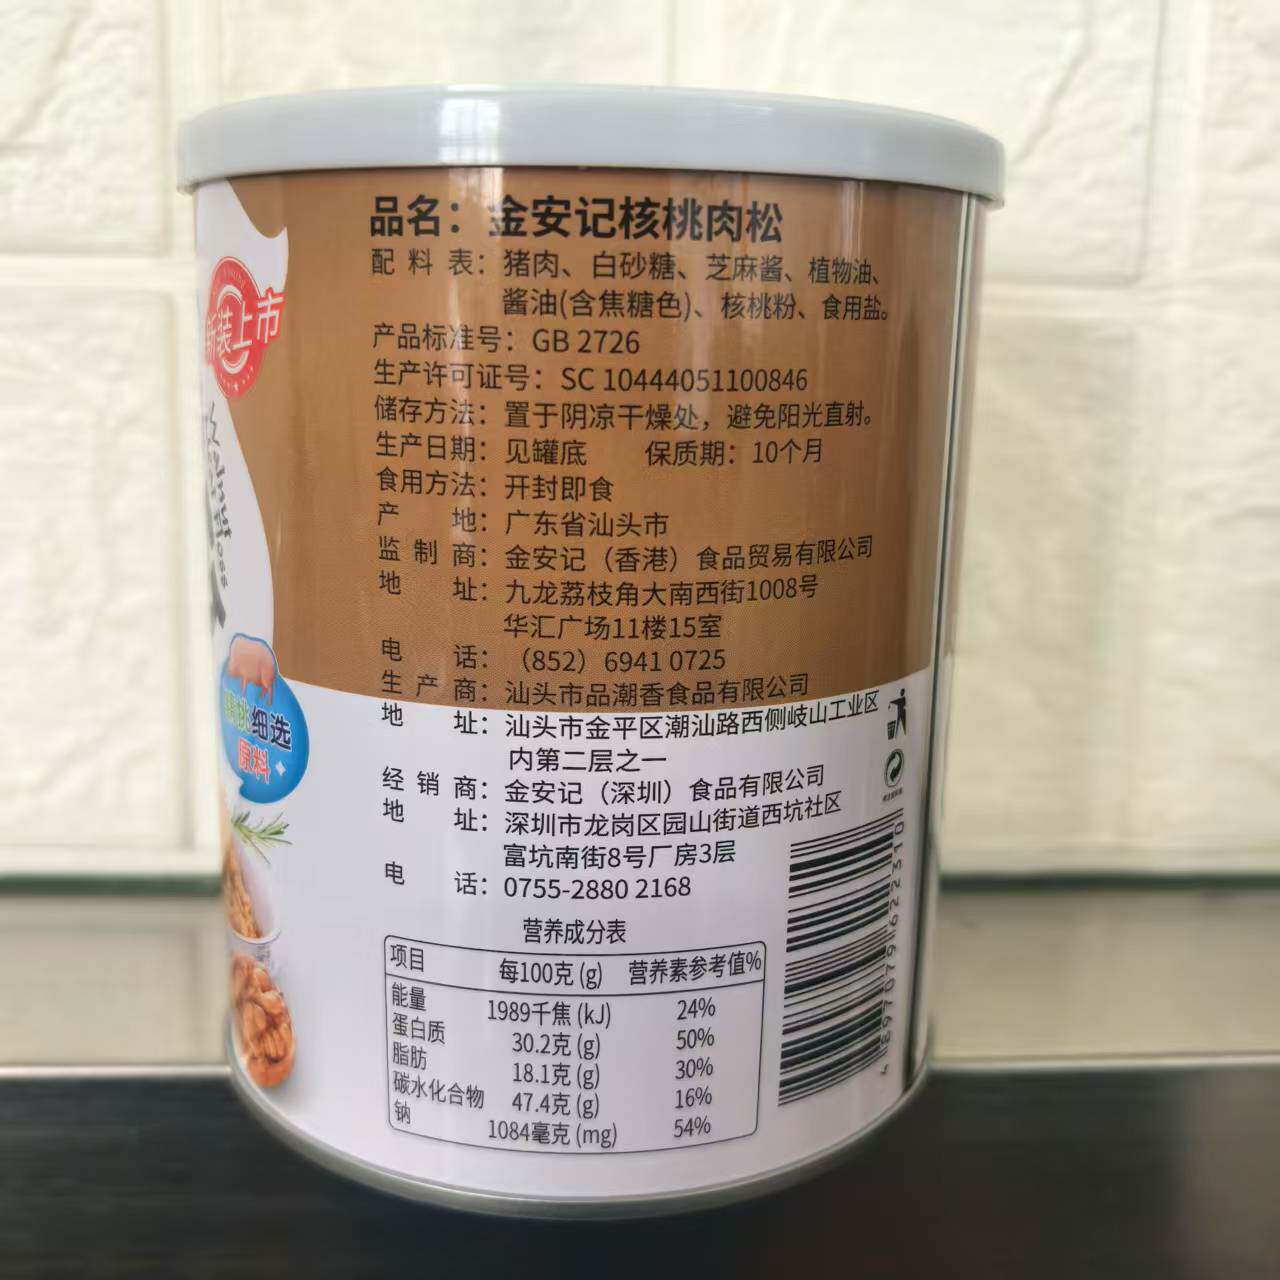 品名：金安记核桃肉松
配料表：猪肉、白砂糖、芝麻酱、植物油、
酱油(含焦糖色)、核桃粉、食用盐。
产品标准号：GB 2726
生产许可证号：SC 10444051100846
储存方法：置于阴凉干燥处，避免阳光直射。
生产日期：见罐底 保质期：10个月
食用方法：开封即食
产 地：广东省汕头市
监制商：金安记（香港）食品贸易有限公司
地 址：九龙荔枝角大南西街1008号
华汇广场11楼15室
电 话：（852）6941 0725
生产商：汕头市品潮香食品有限公司
地 址：汕头市金平区潮汕路西侧岐山工业区
内第二层之一
经销商：金安记（深圳）食品有限公司
地 址：深圳市龙岗区园山街道西坑社区
富坑南街8号厂房3层
电 话：0755-2880 2168
营养成分表
项目 每100克 (g) 营养素参考值%
能量 1989千焦 (kJ) 24%
蛋白质 30.2克 (g) 50%
脂肪 18.1克 (g) 30%
碳水化合物 47.4克 (g) 16%
钠 1084毫克 (mg) 54%
新装上市
细选
原料
4 897079 622310